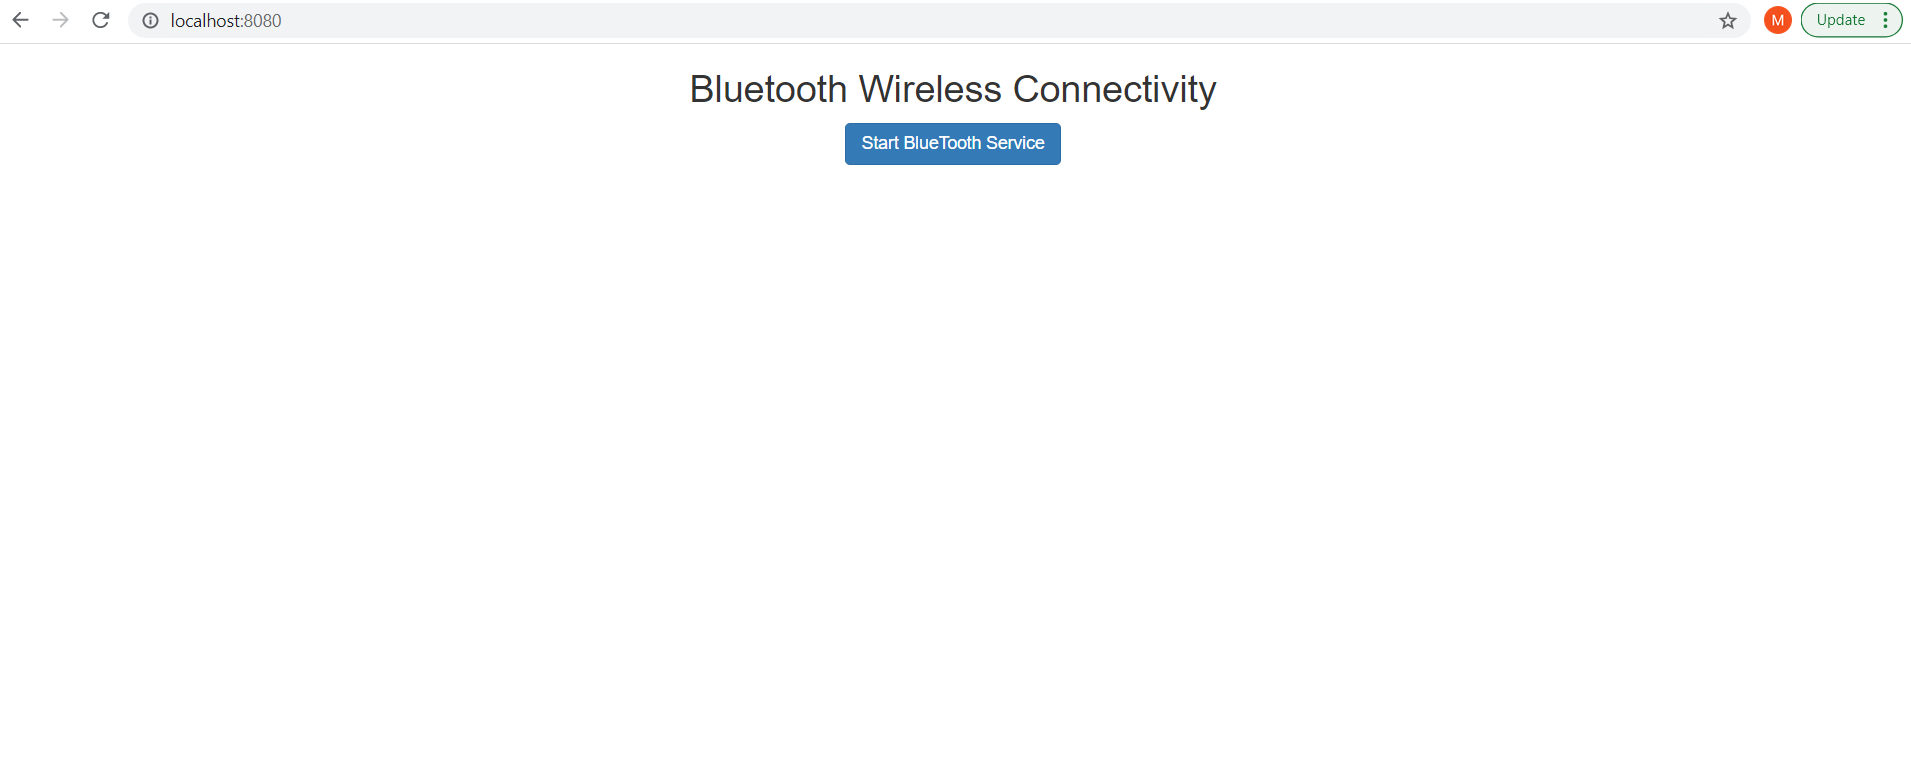 localhost:8080
M
Update
Bluetooth Wireless Connectivity
Start BlueTooth Service